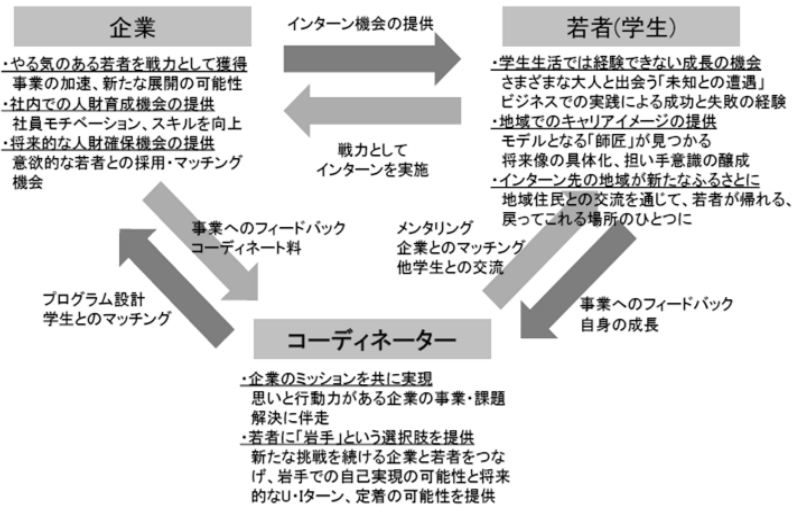 企業
インターン機会の提供
若者(学生)
・やる気のある若者を戦力として獲得
事業の加速、新たな展開の可能性
・社内での人財育成機会の提供
社員モチベーション、スキルを向上
・将来的な人財確保機会の提供
意欲的な若者との採用・マッチング
機会
戦力として
インターンを実施
・学生生活では経験できない成長の機会
さまざまな大人と出会う「未知との遭遇」
ビジネスでの実践による成功と失敗の経験
・地域でのキャリアイメージの提供
モデルとなる「師匠」が見つかる
将来像の具体化、担い手意識の醸成
・インターン先の地域が新たなふるさとに
地域住民との交流を通じて、若者が帰れる、
戻ってこれる場所のひとつに
事業へのフィードバック
コーディネート料
メンタリング
企業とのマッチング
他学生との交流
プログラム設計
学生とのマッチング
事業へのフィードバック
自身の成長
コーディネーター
・企業のミッションを共に実現
思いと行動力がある企業の事業・課題
解決に伴走
・若者に「岩手」という選択肢を提供
新たな挑戦を続ける企業と若者をつな
げ、岩手での自己実現の可能性と将来
的なU・Iターン、定着の可能性を提供